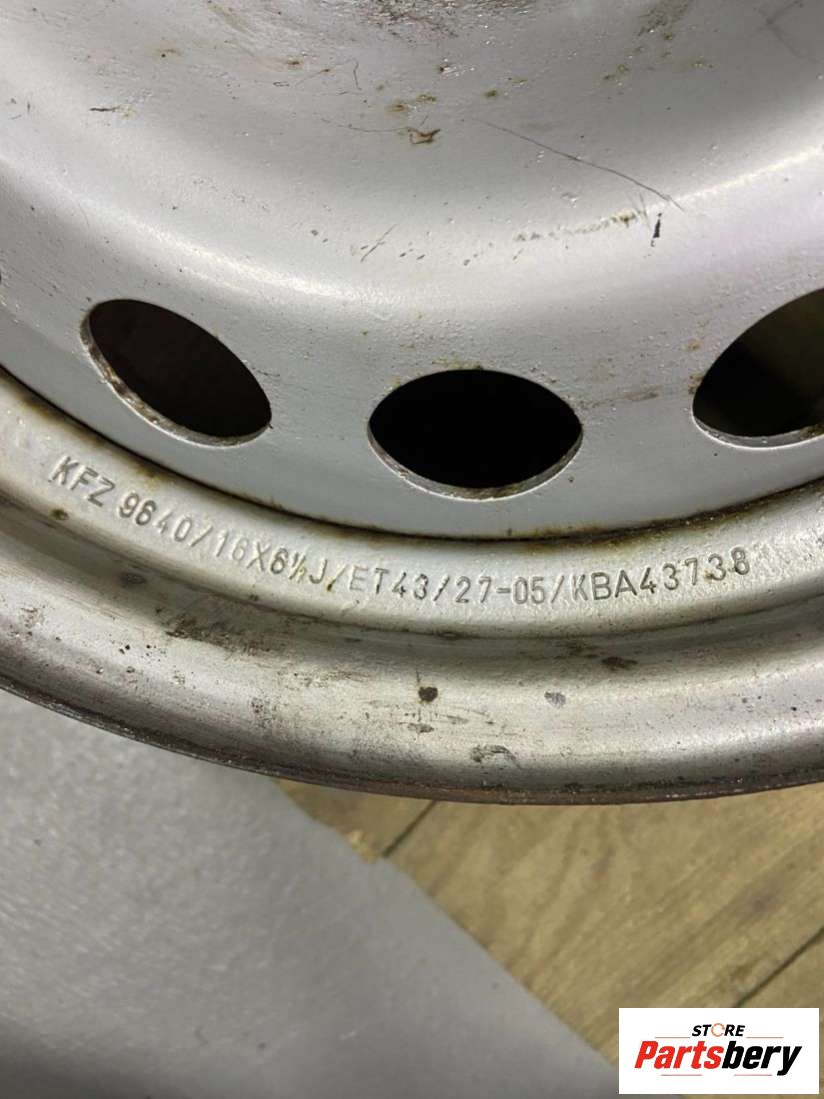 KFZ 9640/16X6½J/ET43/27-05/KBA43738
STORE
Partsbery